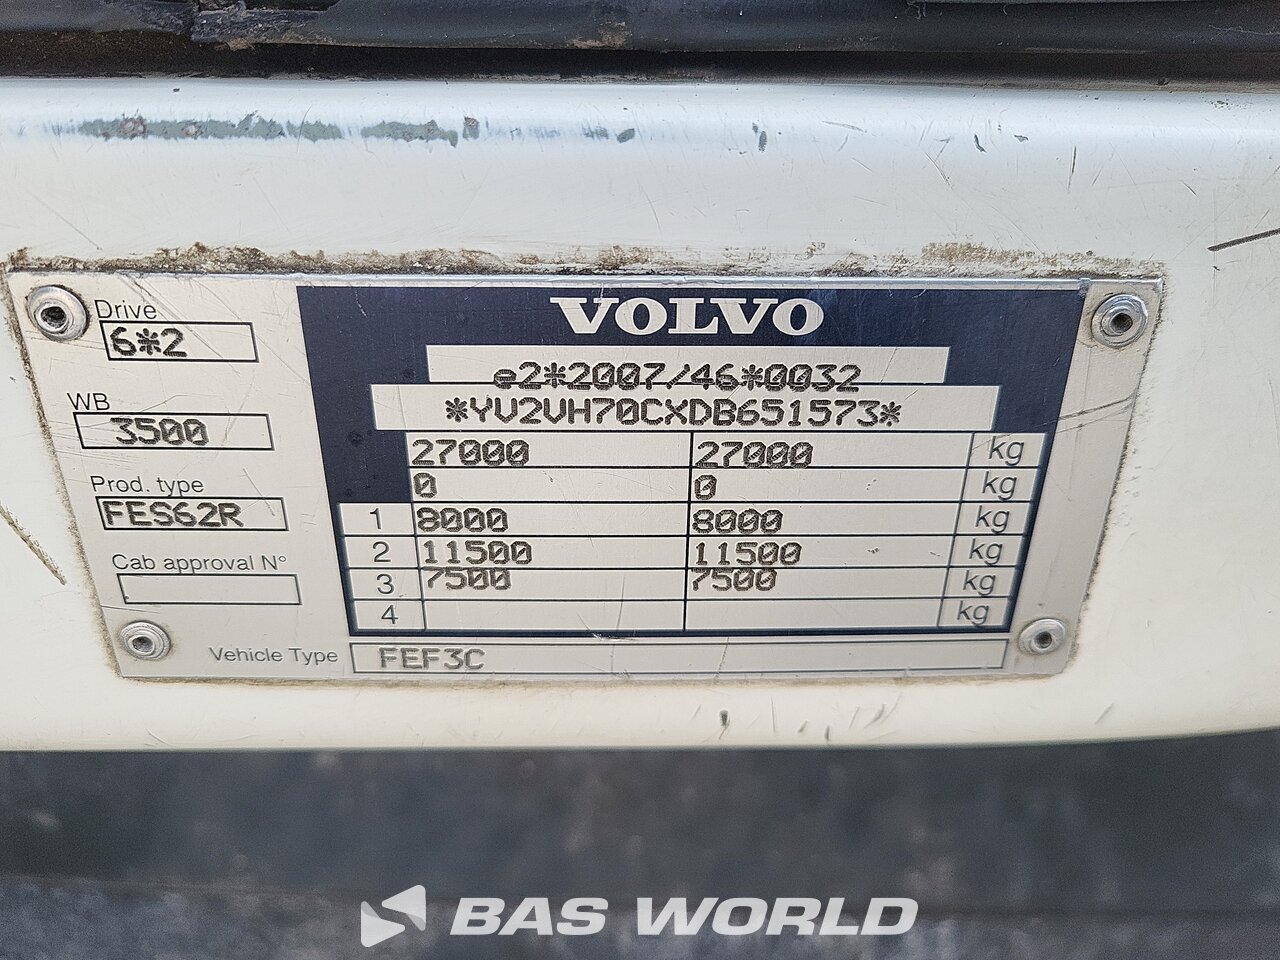 VOLVO
Drive
6*2
WB
3500
Prod. type
FES62R
Cab approval N°
e2*2007/46*0032
*YV2VH70CXDB651573*
27000 27000 kg
0 0 kg
1 8000 8000 kg
2 11500 11500 kg
3 7500 7500 kg
4 kg
Vehicle Type FEF3C
BAS WORLD